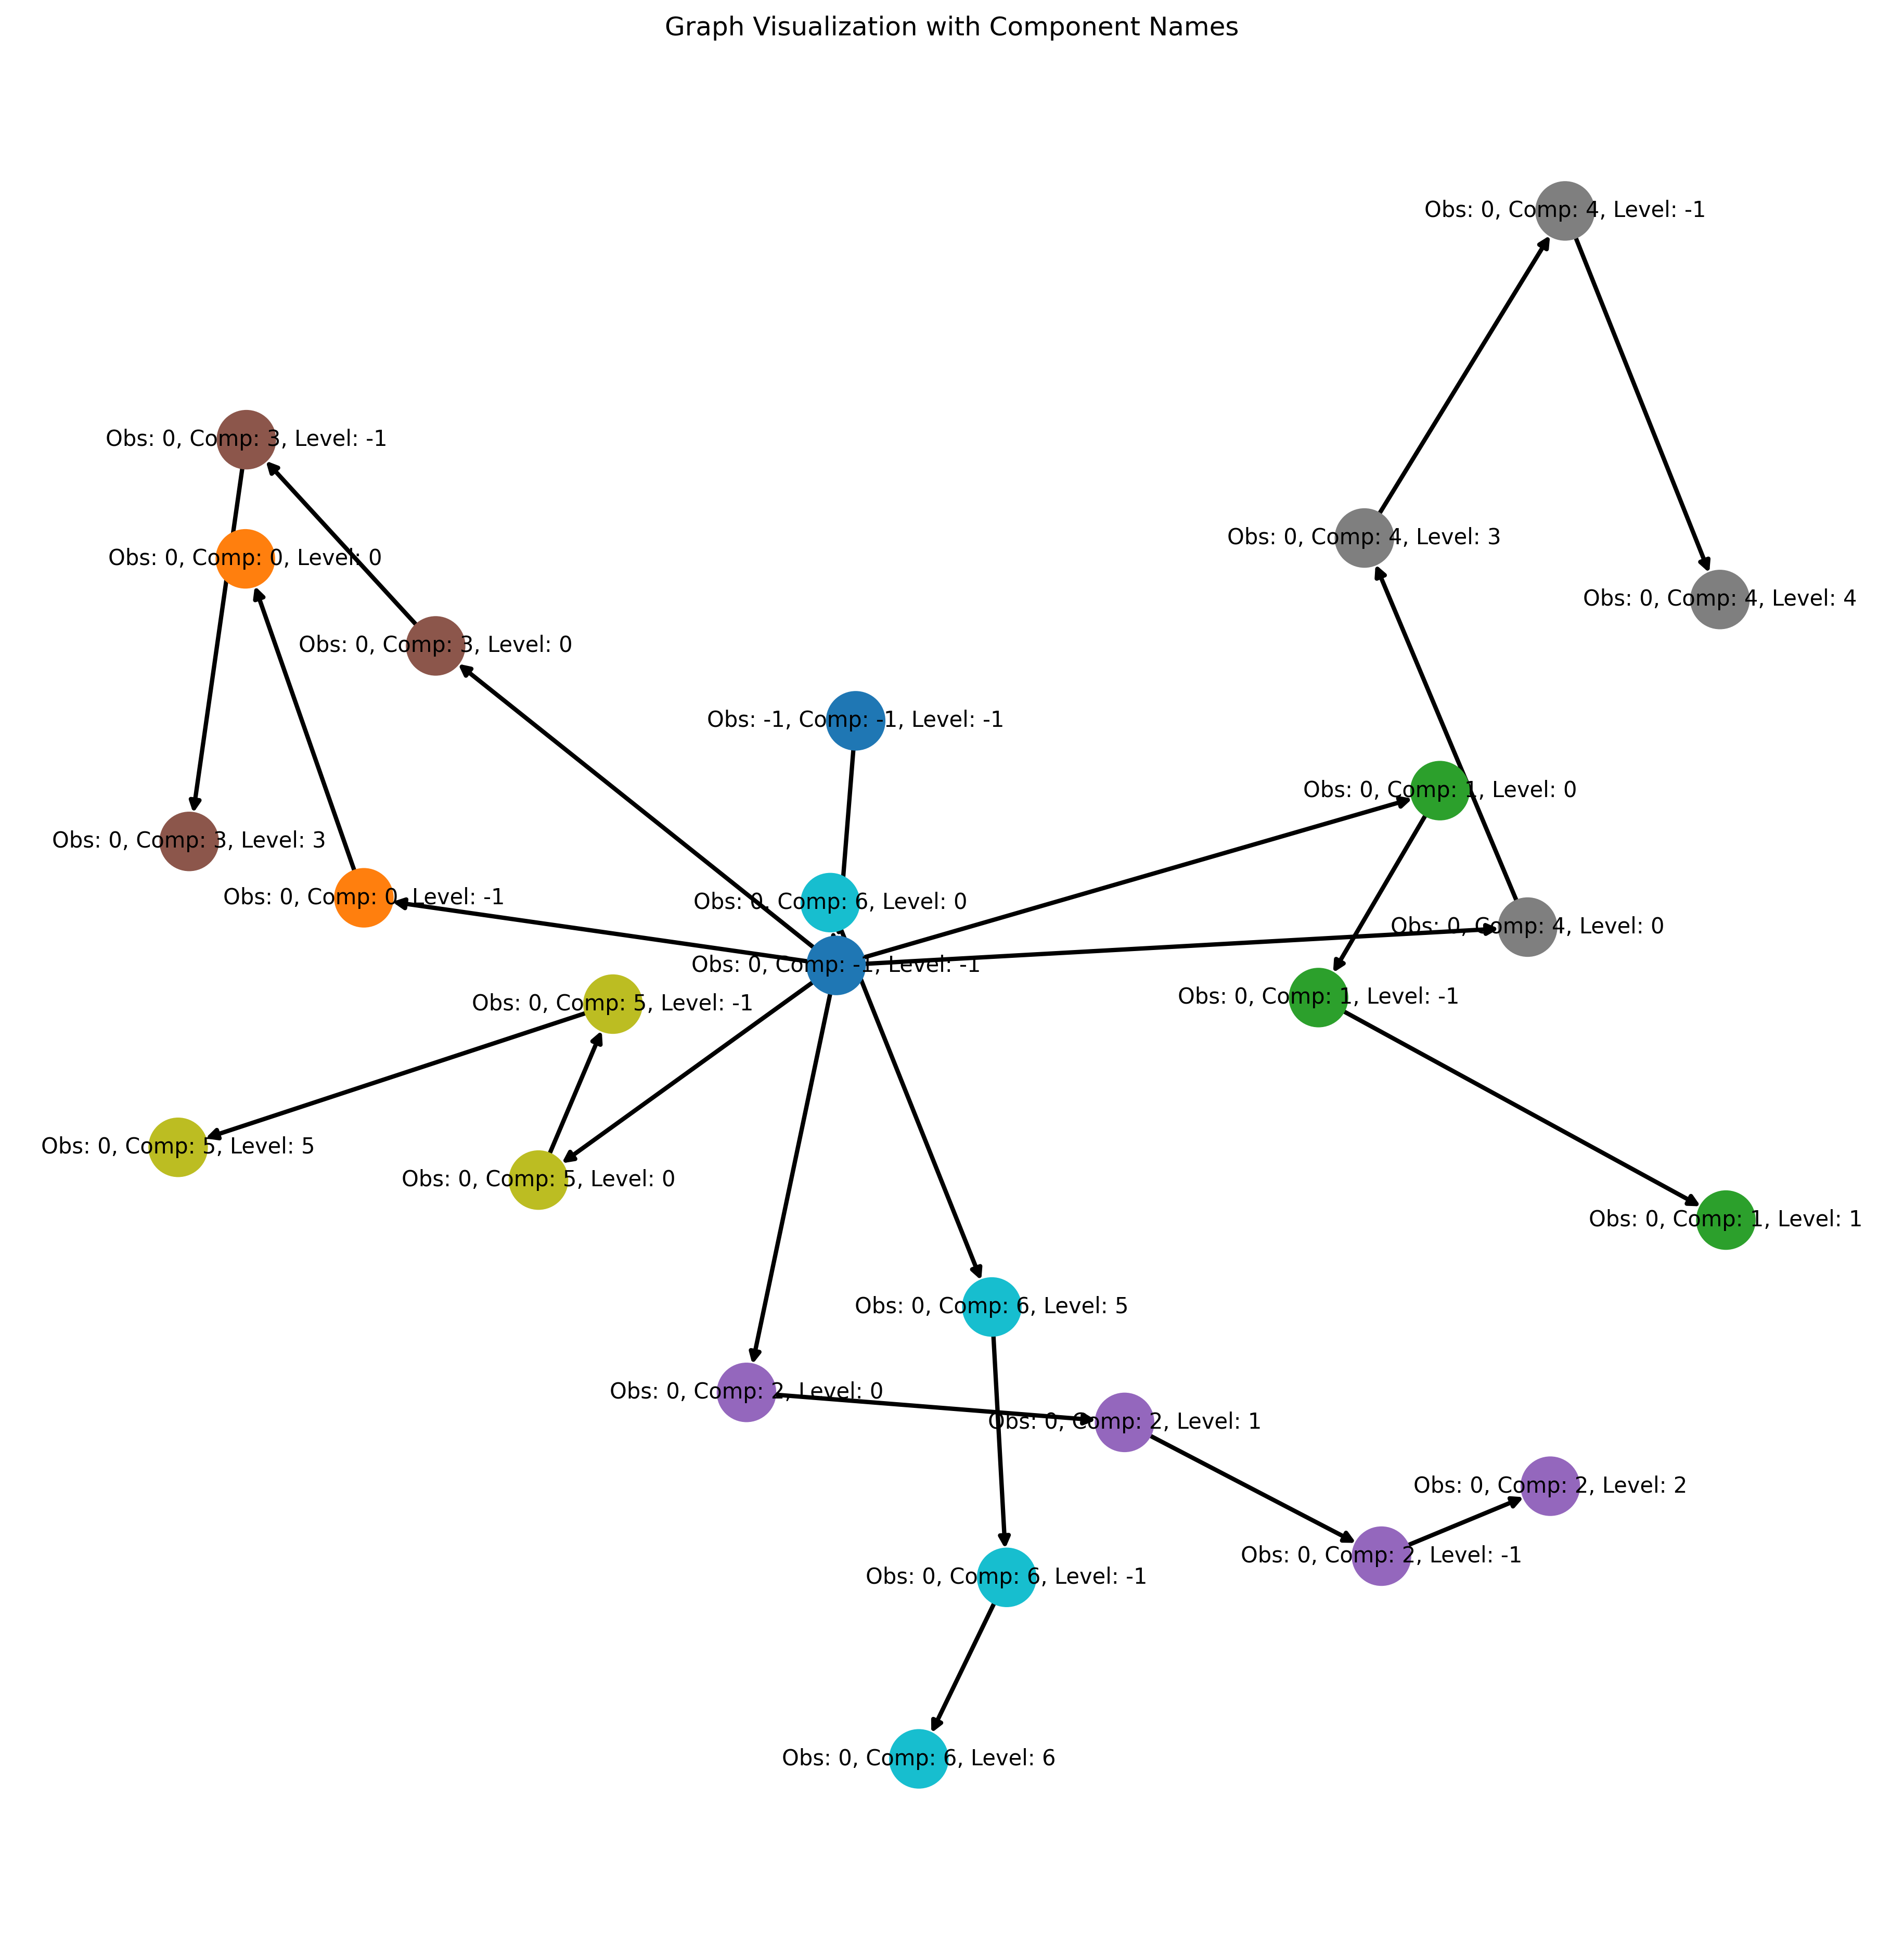 Graph Visualization with Component Names
Obs: 0, Comp: 4, Level: -1
Obs: 0, Comp: 3, Level: -1
Obs: 0, Comp: 4, Level: 3
Obs: 0, Comp: 0, Level: 0
Obs: 0, Comp: 4, Level: 4
Obs: 0, Comp: 3, Level: 0
Obs: -1, Comp: -1, Level: -1
Obs: 0, Comp: 1, Level: 0
Obs: 0, Comp: 3, Level: 3
Obs: 0, Comp: 0, Level: -1
Obs: 0, Comp: 6, Level: 0
Obs: 0, Comp: 4, Level: 0
Obs: 0, Comp: -1, Level: -1
Obs: 0, Comp: 1, Level: -1
Obs: 0, Comp: 5, Level: -1
Obs: 0, Comp: 5, Level: 5
Obs: 0, Comp: 5, Level: 0
Obs: 0, Comp: 1, Level: 1
Obs: 0, Comp: 6, Level: 5
Obs: 0, Comp: 2, Level: 0
Obs: 0, Comp: 2, Level: 1
Obs: 0, Comp: 2, Level: 2
Obs: 0, Comp: 2, Level: -1
Obs: 0, Comp: 6, Level: -1
Obs: 0, Comp: 6, Level: 6